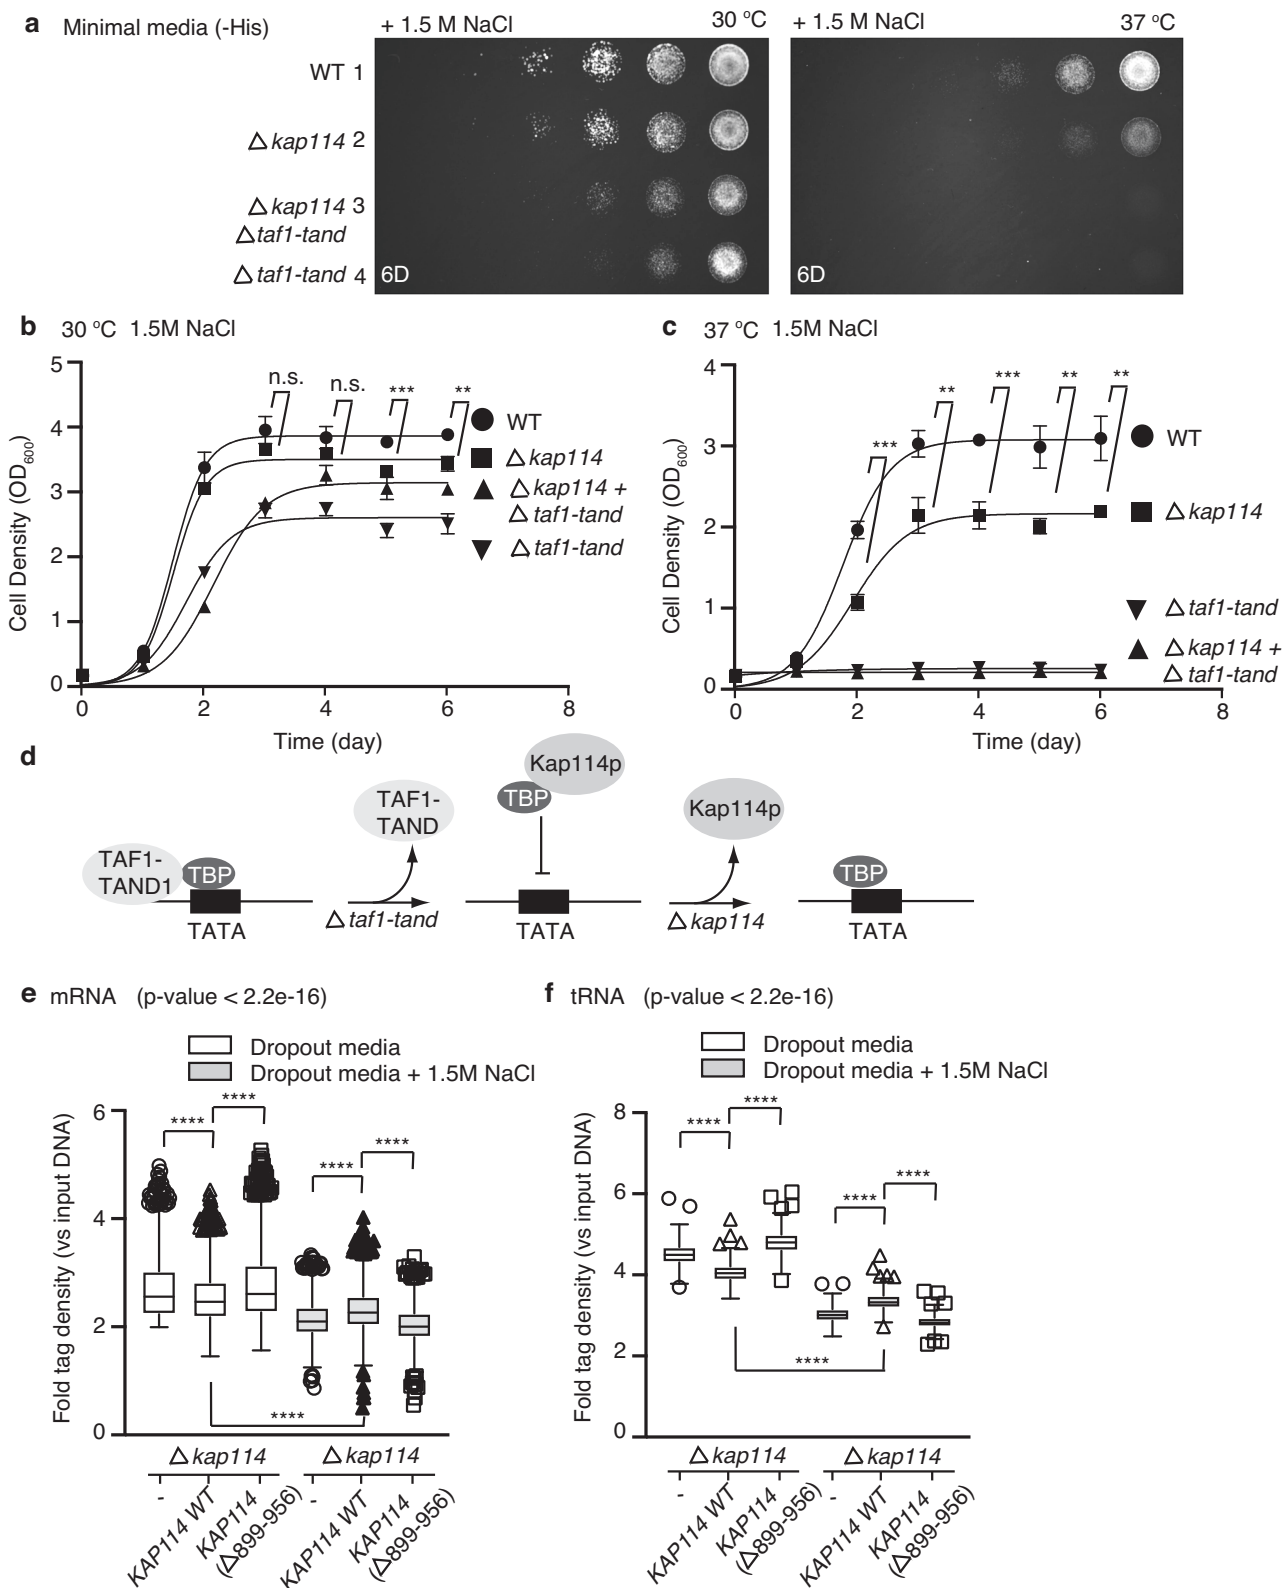 a Minimal media (-His)
+ 1.5 M NaCl 30 °C
+ 1.5 M NaCl 37 °C
WT 1
△ kap114 2
△ kap114 3
△ taf1-tand
△ taf1-tand 4
6D
6D
b 30 °C 1.5M NaCl
5
4
3
2
1
0
Cell Density (OD600)
n.s.
n.s.
***
**
WT
△ kap114
△ kap114 +
△ taf1-tand
△ taf1-tand
0 2 4 6 8
Time (day)
c 37 °C 1.5M NaCl
4
3
2
1
0
Cell Density (OD600)
***
**
***
**
**
WT
△ kap114
△ taf1-tand
△ kap114 +
△ taf1-tand
0 2 4 6 8
Time (day)
d
TAF1-
TAND1
TBP
TATA
TAF1-
TAND
△ taf1-tand
Kap114p
TBP
TATA
Kap114p
△ kap114
TBP
TATA
e mRNA (p-value < 2.2e-16)
Dropout media
Dropout media + 1.5M NaCl
6
4
2
0
Fold tag density (vs input DNA)
****
****
****
****
****
△ kap114
△ kap114
-
KAP114 WT
KAP114
(△899-956)
-
KAP114 WT
KAP114
(△899-956)
f tRNA (p-value < 2.2e-16)
Dropout media
Dropout media + 1.5M NaCl
8
6
4
2
0
Fold tag density (vs input DNA)
****
****
****
****
****
△ kap114
△ kap114
-
KAP114 WT
KAP114
(△899-956)
-
KAP114 WT
KAP114
(△899-956)